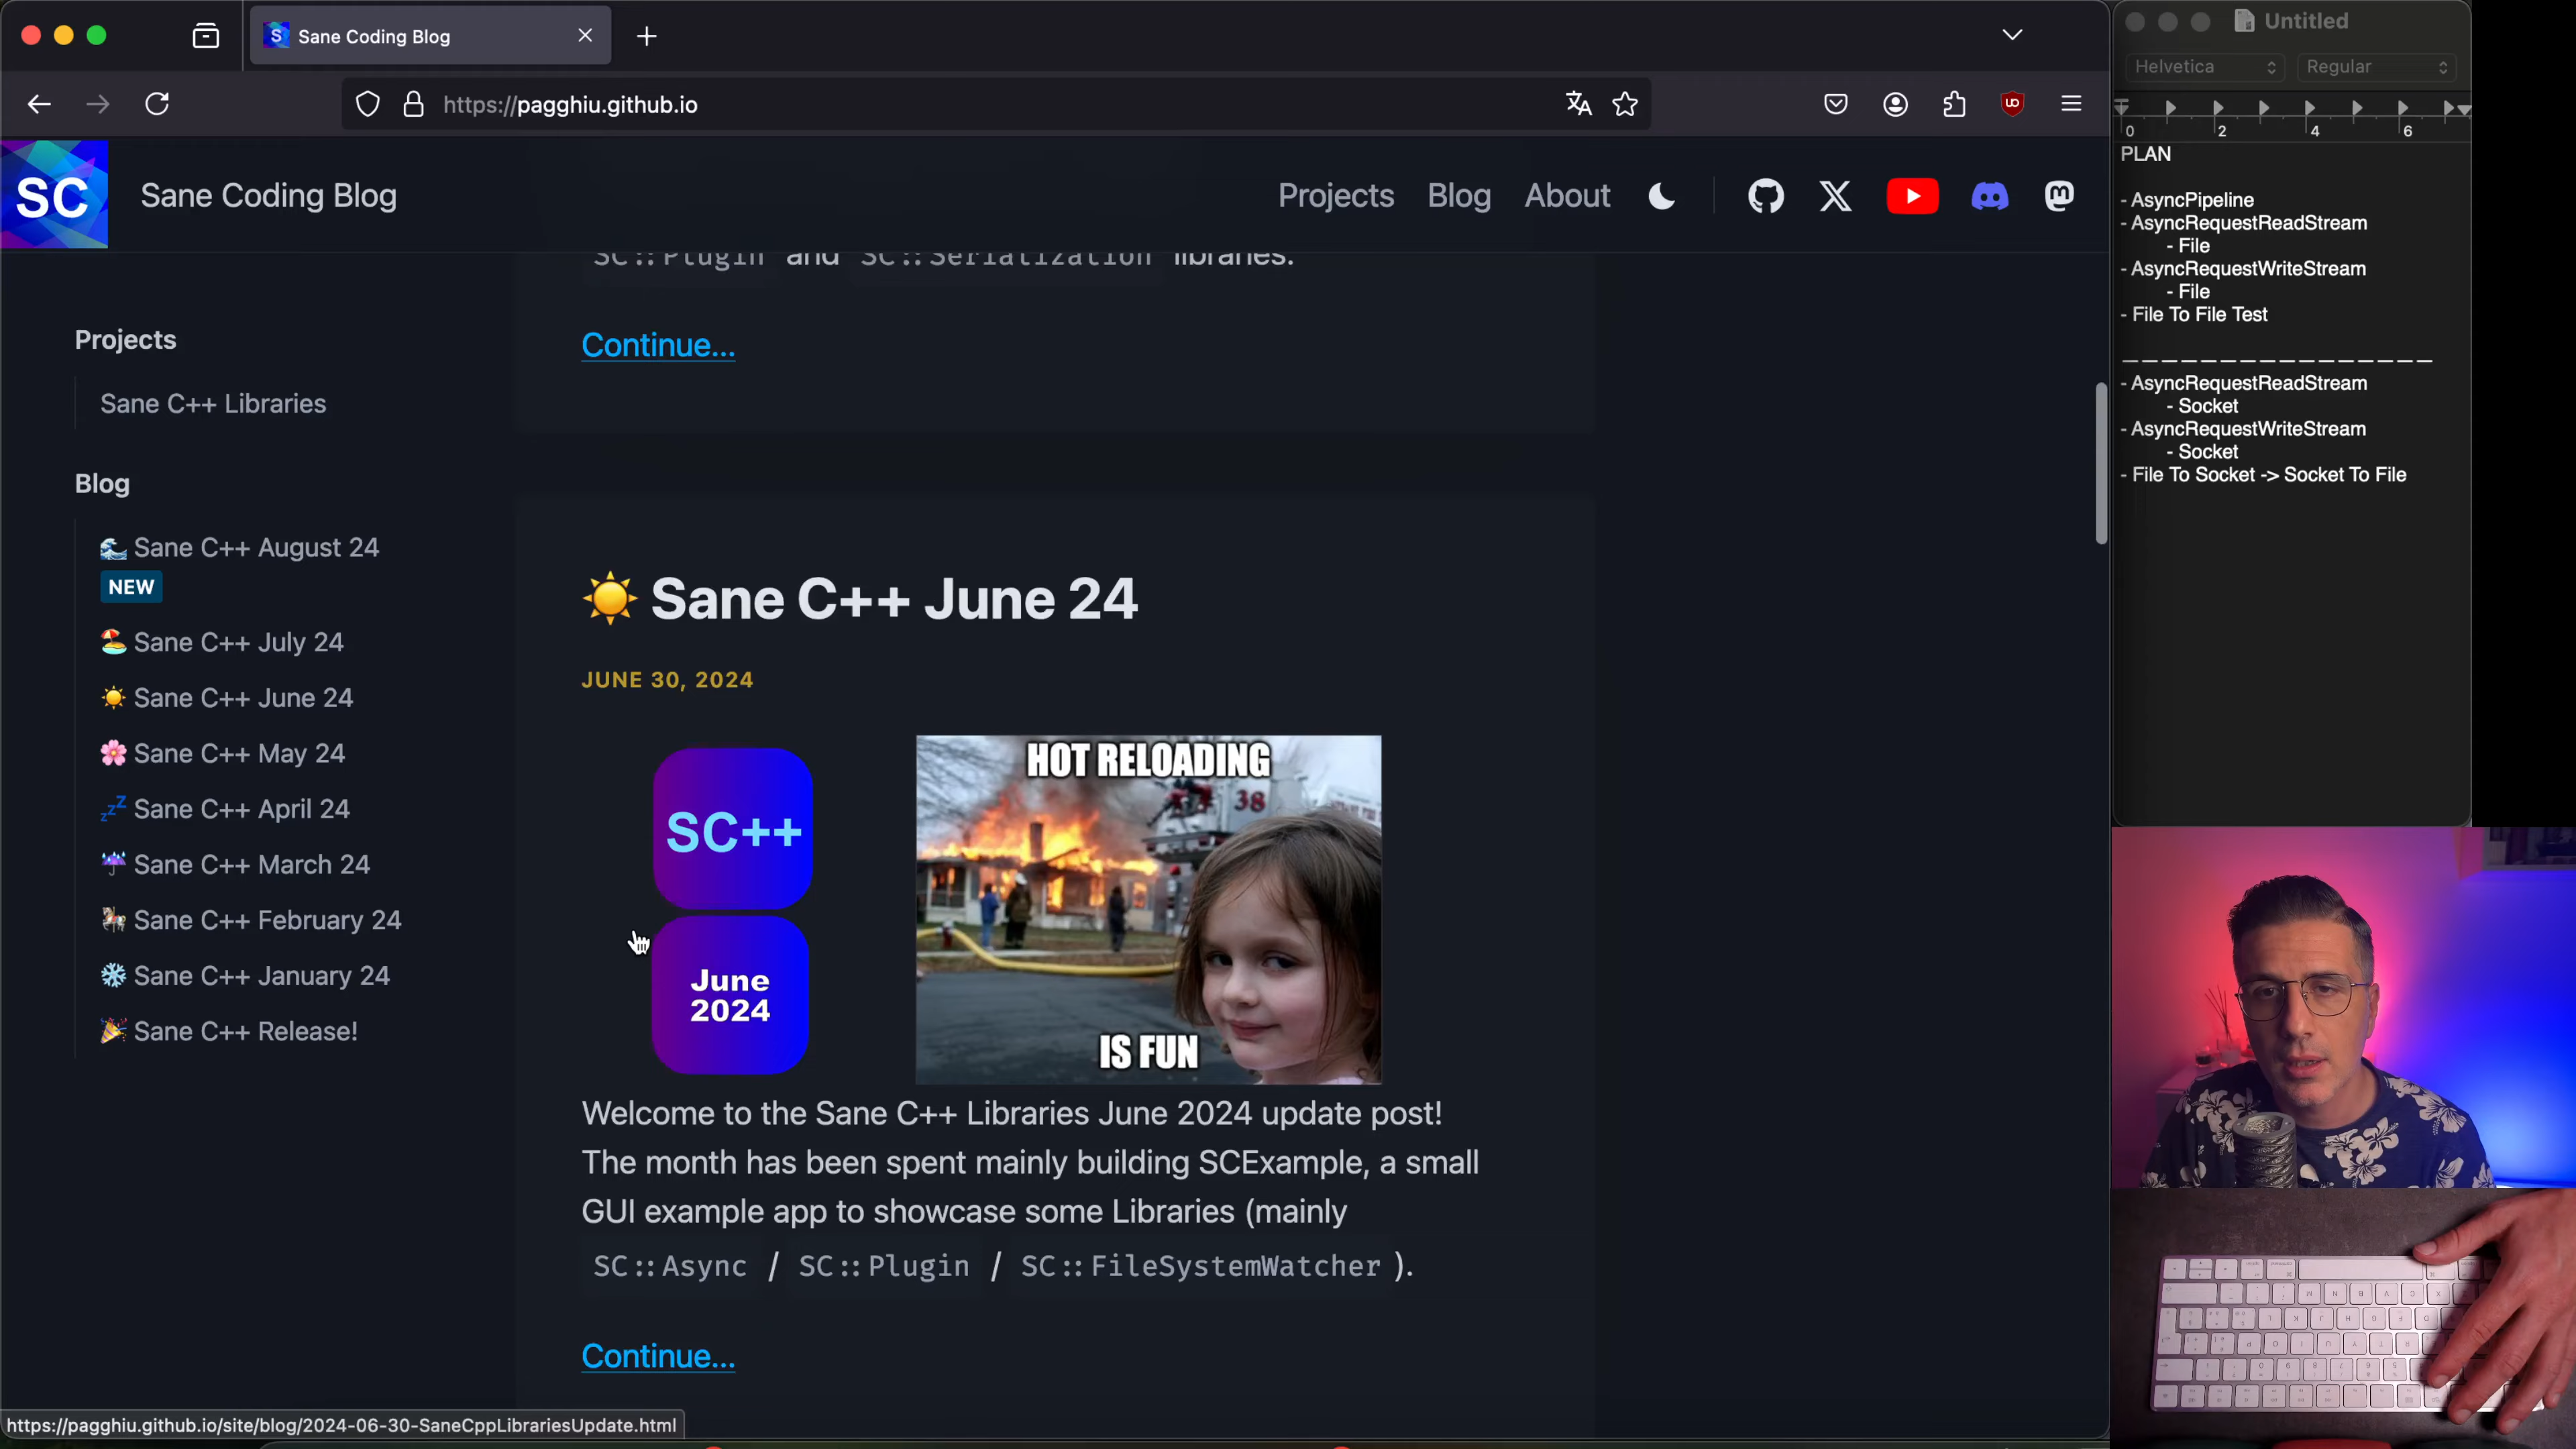 Sane Coding Blog
https://pagghiu.github.io
SC
Sane Coding Blog
Projects
Blog
About
SC::Plugin and SC::Serialization libraries.
Continue...
Projects
Sane C++ Libraries
Blog
Sane C++ August 24
NEW
Sane C++ July 24
Sane C++ June 24
Sane C++ May 24
Sane C++ April 24
Sane C++ March 24
Sane C++ February 24
Sane C++ January 24
Sane C++ Release!
☀️ Sane C++ June 24
JUNE 30, 2024
SC++
June
2024
HOT RELOADING
38
IS FUN
Welcome to the Sane C++ Libraries June 2024 update post!
The month has been spent mainly building SCExample, a small
GUI example app to showcase some Libraries (mainly
SC::Async / SC::Plugin / SC::FileSystemWatcher ).
Continue...
https://pagghiu.github.io/site/blog/2024-06-30-SaneCppLibrariesUpdate.html
Untitled
Helvetica
Regular
0 2 4 6
PLAN
- AsyncPipeline
- AsyncRequestReadStream
- File
- AsyncRequestWriteStream
- File
- File To File Test
_ _ _ _ _ _ _ _ _ _ _ _ _ _ _ _
- AsyncRequestReadStream
- Socket
- AsyncRequestWriteStream
- Socket
- File To Socket -> Socket To File